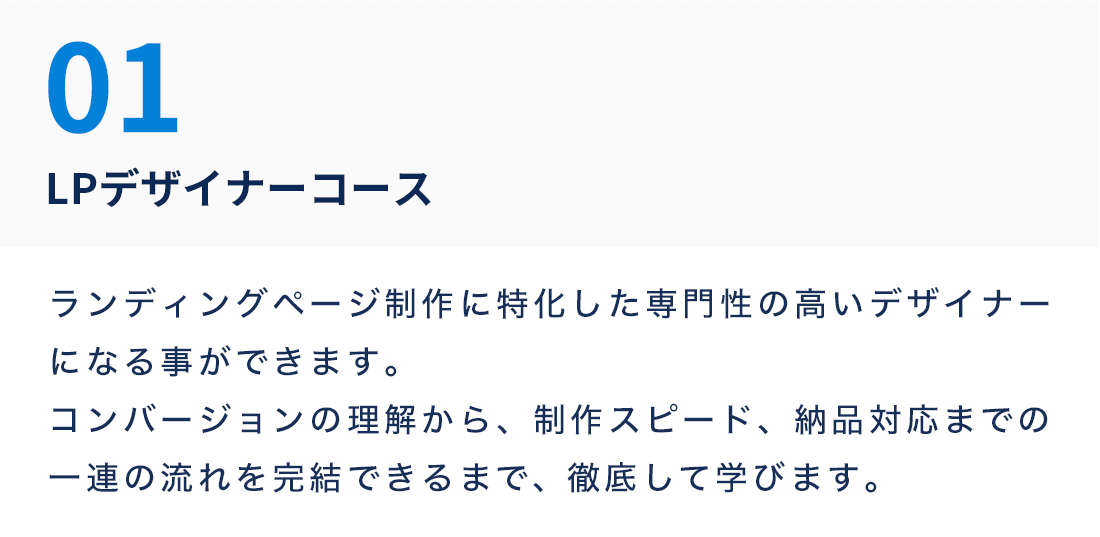 01
LPデザイナーコース
ランディングページ制作に特化した専門性の高いデザイナー
になる事ができます。
コンバージョンの理解から、制作スピード、納品対応までの
一連の流れを完結できるまで、徹底して学びます。